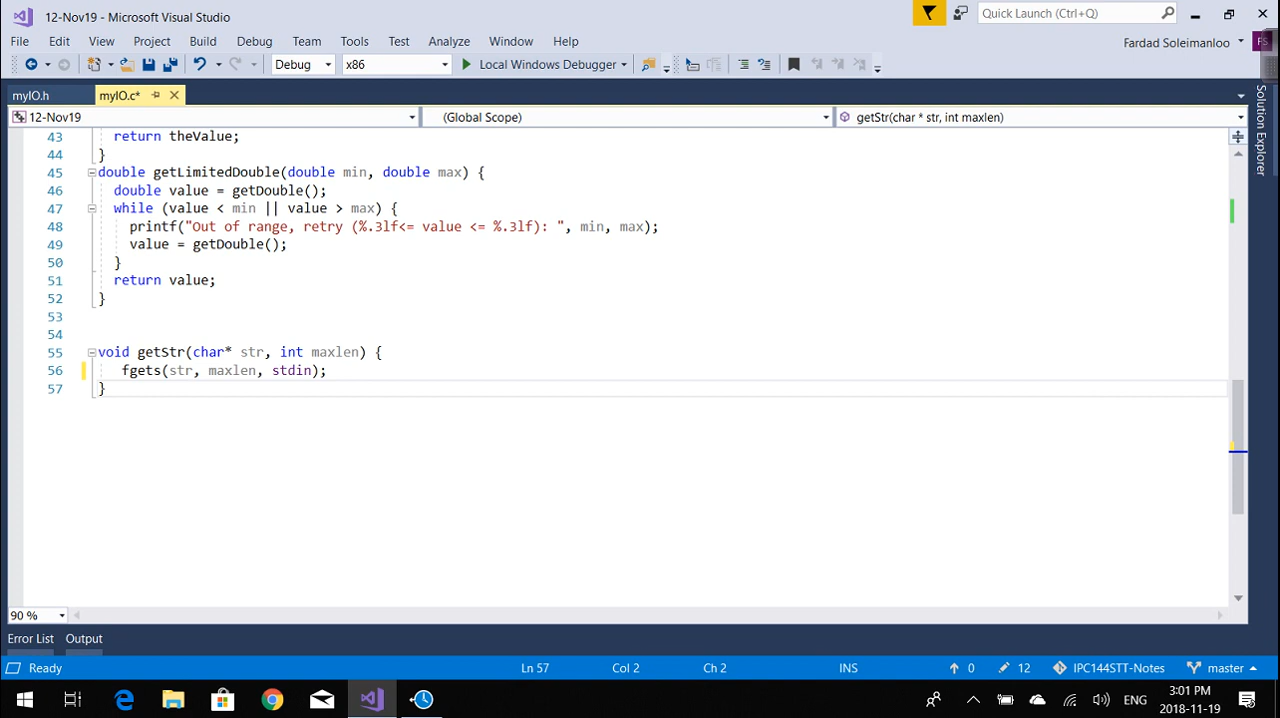 12-Nov19 - Microsoft Visual Studio
Quick Launch (Ctrl+Q)
File Edit View Project Build Debug Team Tools Test Analyze Window Help
Fardad Soleimanloo FS
Debug x86 Local Windows Debugger
myIO.h myIO.c*
12-Nov19 (Global Scope) getStr(char * str, int maxlen)
Solution Explorer
43 return theValue;
44 }
45 double getLimitedDouble(double min, double max) {
46 double value = getDouble();
47 while (value < min || value > max) {
48 printf("Out of range, retry (%.3lf<= value <= %.3lf): ", min, max);
49 value = getDouble();
50 }
51 return value;
52 }
53
54
55 void getStr(char* str, int maxlen) {
56 fgets(str, maxlen, stdin);
57 }
90 %
Error List Output
Ready Ln 57 Col 2 Ch 2 INS 0 12 IPC144STT-Notes master
ENG 3:01 PM
2018-11-19